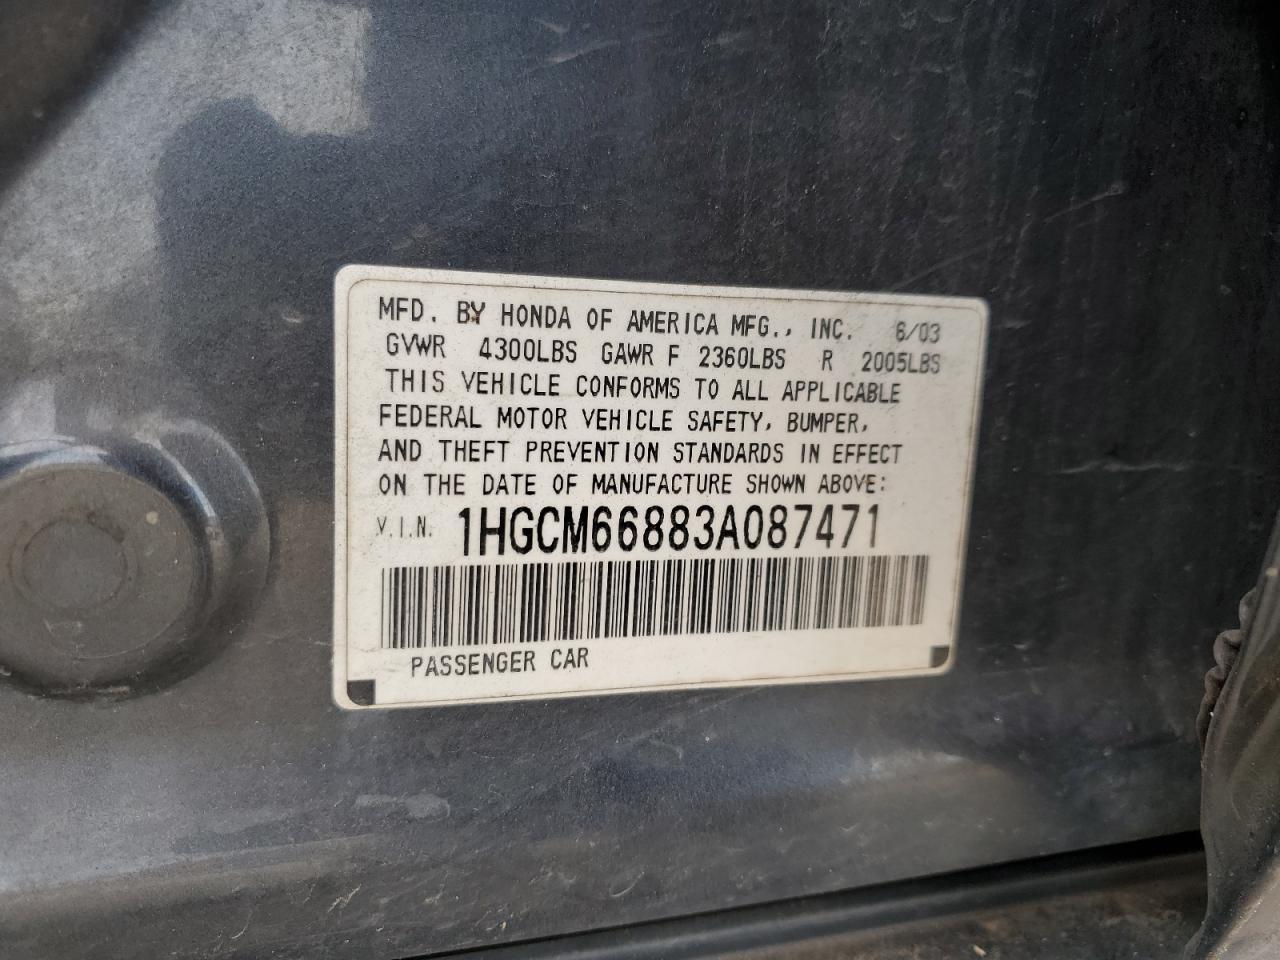 MFD. BY HONDA OF AMERICA MFG., INC. 6/03
GVWR 4300LBS GAWR F 2360LBS R 2005LBS
THIS VEHICLE CONFORMS TO ALL APPLICABLE
FEDERAL MOTOR VEHICLE SAFETY, BUMPER,
AND THEFT PREVENTION STANDARDS IN EFFECT
ON THE DATE OF MANUFACTURE SHOWN ABOVE:
V.I.N. 1HGCM66883A087471
PASSENGER CAR